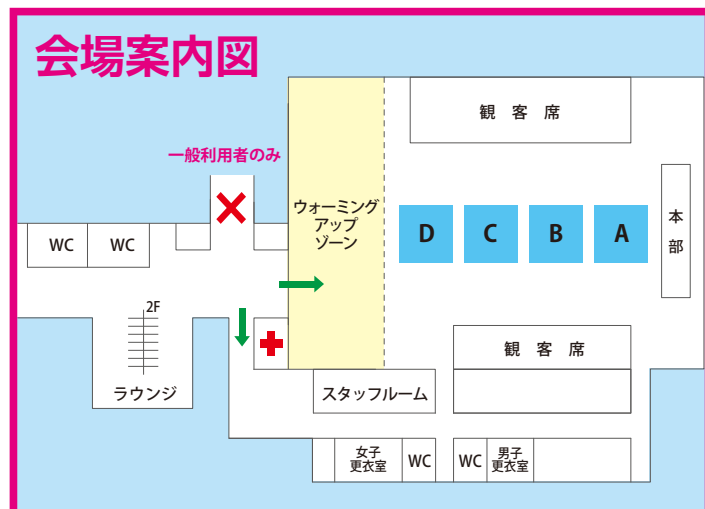 会場案内図
観客席
一般利用者のみ
ウォーミング
アップ
ゾーン
本
部
WC
WC
D
C
B
A
2F
観客席
ラウンジ
スタッフルーム
女子
更衣室
WC
WC
男子
更衣室